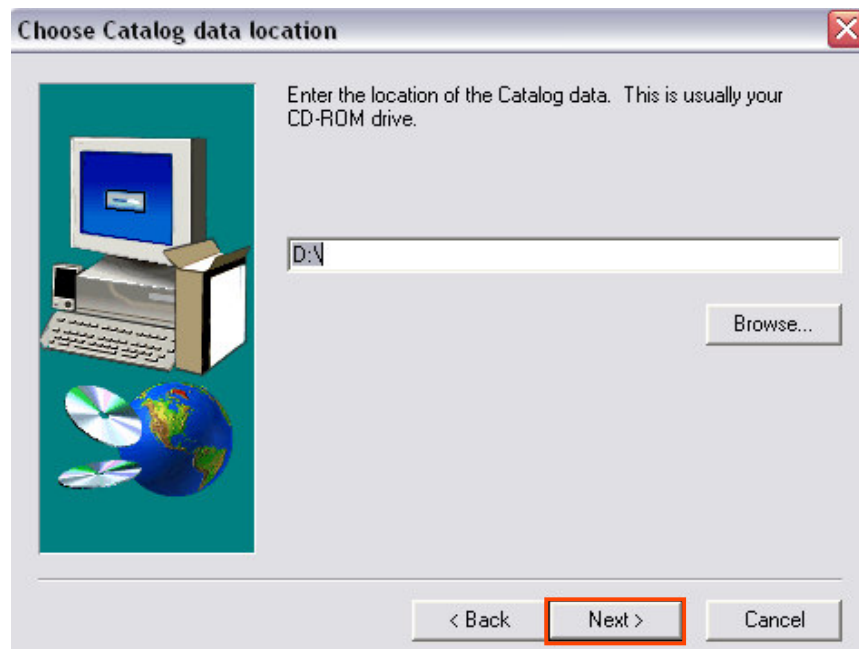 Choose Catalog data location
Enter the location of the Catalog data.  This is usually your
CD-ROM drive.
D:\
Browse...
< Back
Next >
Cancel